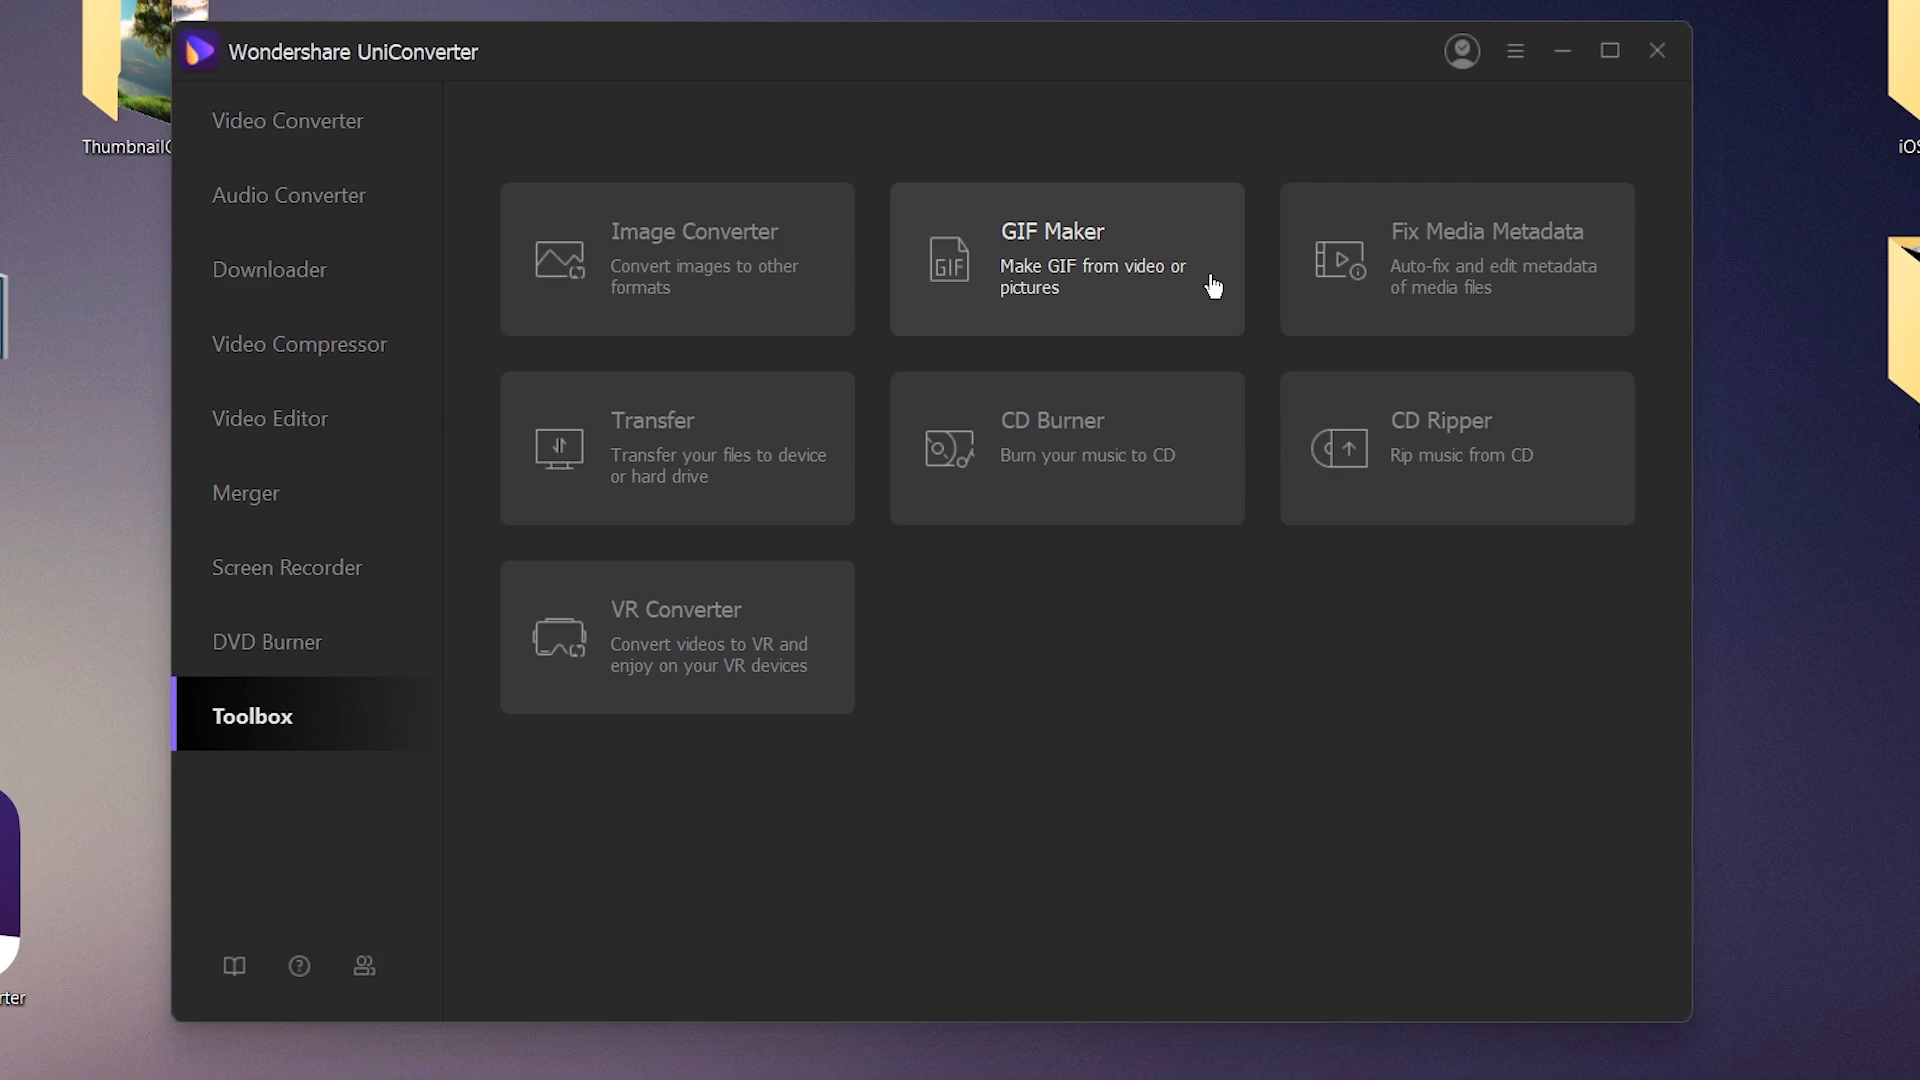 Wondershare UniConverter
Video Converter
Audio Converter
Downloader
Video Compressor
Video Editor
Merger
Screen Recorder
DVD Burner
Toolbox
Image Converter
Convert images to other
formats
GIF Maker
Make GIF from video or
pictures
GIF
Fix Media Metadata
Auto-fix and edit metadata
of media files
Transfer
Transfer your files to device
or hard drive
CD Burner
Burn your music to CD
CD Ripper
Rip music from CD
VR Converter
Convert videos to VR and
enjoy on your VR devices